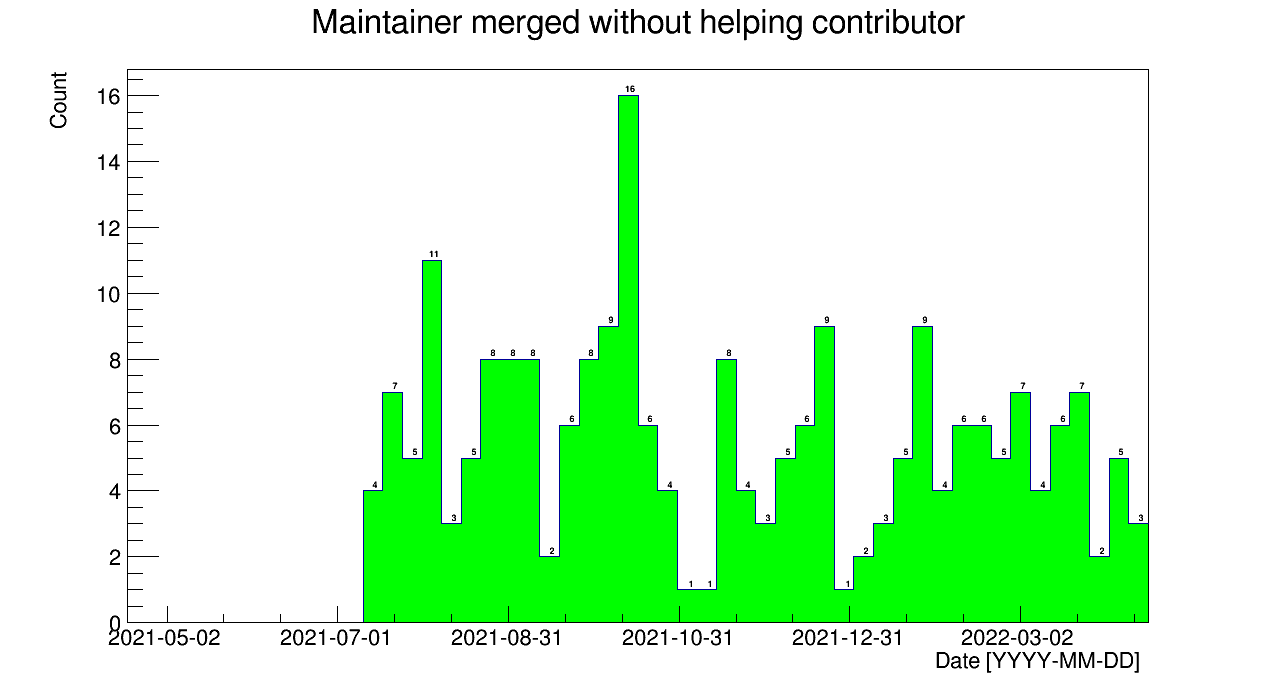 Maintainer merged without helping contributor
Count
16
14
12
10
8
6
4
2
0
4 7 5 11 3 5 8 8 8 2 6 8 9 16 6 4 1 1 8 4 3 5 6 9 1 2 3 5 9 4 6 6 5 7 4 6 7 2 5 3
2021-05-02 2021-07-01 2021-08-31 2021-10-31 2021-12-31 2022-03-02
Date [YYYY-MM-DD]